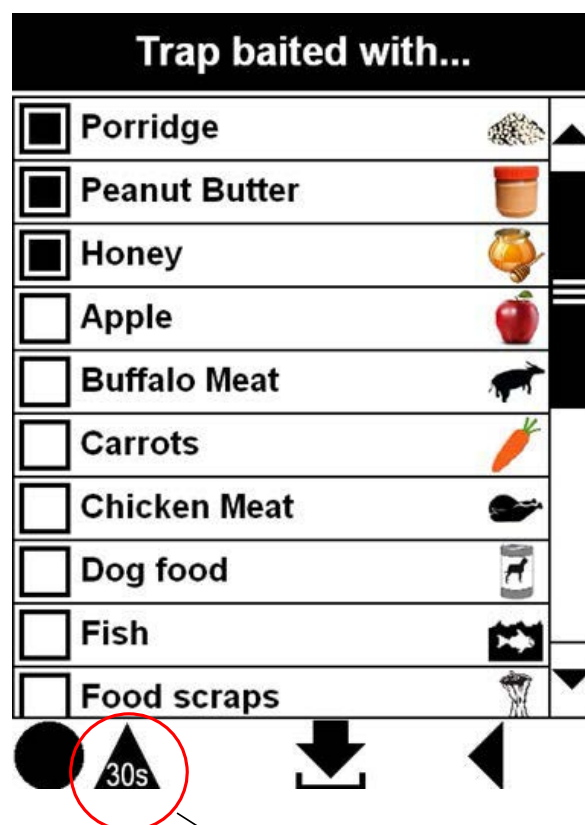 Trap baited with...
Porridge
Peanut Butter
Honey
Apple
Buffalo Meat
Carrots
Chicken Meat
Dog food
Fish
Food scraps
30s